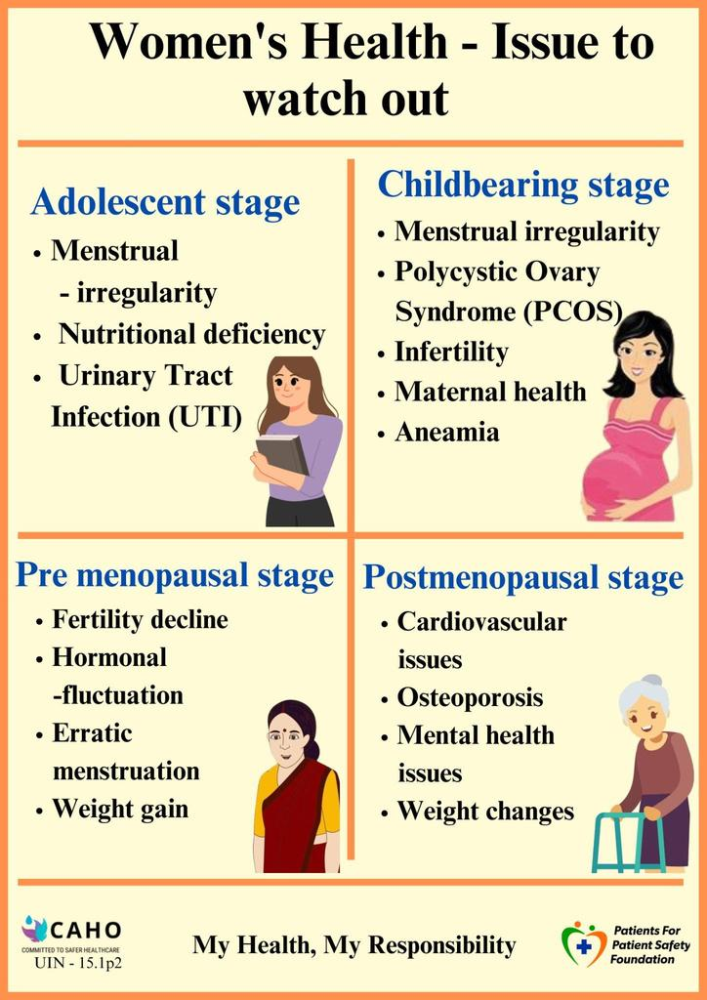 Women's Health - Issue to
watch out
Adolescent stage
• Menstrual
- irregularity
• Nutritional deficiency
• Urinary Tract
Infection (UTI)
Childbearing stage
• Menstrual irregularity
• Polycystic Ovary
Syndrome (PCOS)
• Infertility
• Maternal health
• Aneamia
Pre menopausal stage
• Fertility decline
• Hormonal
-fluctuation
• Erratic
menstruation
• Weight gain
Postmenopausal stage
• Cardiovascular
issues
• Osteoporosis
• Mental health
issues
• Weight changes
CAHO
COMMITTED TO SAFER HEALTHCARE
UIN - 15.1p2
My Health, My Responsibility
Patients For
Patient Safety
Foundation